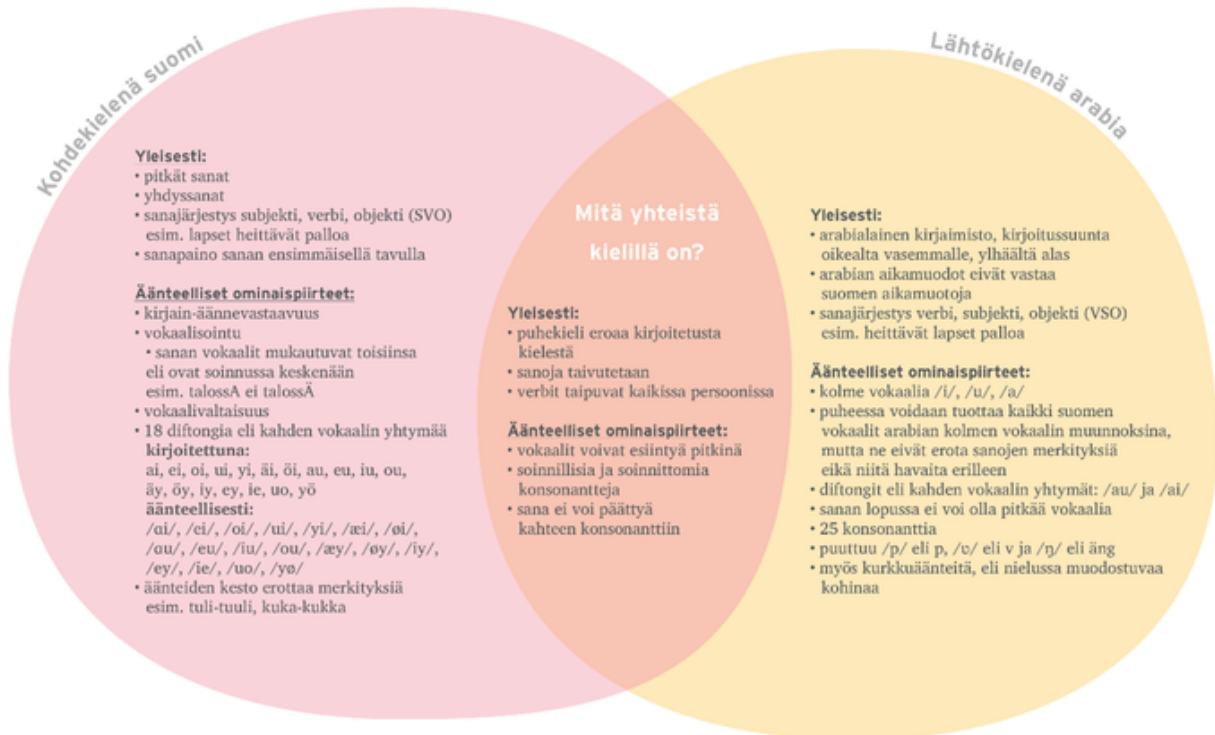 Kohdekielenä suomi
Yleisesti:
• pitkät sanat
• yhdyssanat
• sanajärjestys subjekti, verbi, objekti (SVO)
esim. lapset heittävät palloa
• sanapaino sanan ensimmäisellä tavulla
Äänteelliset ominaispiirteet:
• kirjain-äännevastaavuus
• vokaalisointu
• sanan vokaalit mukautuvat toisiinsa
eli ovat soinnussa keskenään
esim. talossA ei talossÄ
• vokaalivaltaisuus
• 18 diftongia eli kahden vokaalin yhtymää
kirjoitettuna:
ai, ei, oi, ui, yi, äi, öi, au, eu, iu, ou,
äy, öy, iy, ey, ie, uo, yö
äänteellisesti:
/ɑi/, /ei/, /oi/, /ui/, /yi/, /æi/, /øi/,
/ɑu/, /eu/, /iu/, /ou/, /æy/, /øy/, /iy/,
/ey/, /ie/, /uo/, /yø/
• äänteiden kesto erottaa merkityksiä
esim. tuli-tuuli, kuka-kukka
Mitä yhteistä
kielillä on?
Yleisesti:
• puhekieli eroaa kirjoitetusta
kielestä
• sanoja taivutetaan
• verbit taipuvat kaikissa persoonissa
Äänteelliset ominaispiirteet:
• vokaalit voivat esiintyä pitkinä
• soinnillisia ja soinnittomia
konsonantteja
• sana ei voi päättyä
kahteen konsonanttiin
Lähtökielenä arabia
Yleisesti:
• arabialainen kirjaimisto, kirjoitussuunta
oikealta vasemmalle, ylhäältä alas
• arabian aikamuodot eivät vastaa
suomen aikamuotoja
• sanajärjestys verbi, subjekti, objekti (VSO)
esim. heittävät lapset palloa
Äänteelliset ominaispiirteet:
• kolme vokaalia /i/, /u/, /a/
• puheessa voidaan tuottaa kaikki suomen
vokaalit arabian kolmen vokaalin muunnoksina,
mutta ne eivät erota sanojen merkityksiä
eikä niitä havaita erilleen
• diftongit eli kahden vokaalin yhtymät: /au/ ja /ai/
• sanan lopussa ei voi olla pitkää vokaalia
• 25 konsonanttia
• puuttuu /p/ eli p, /ʋ/ eli v ja /ŋ/ eli äng
• myös kurkkuäänteitä, eli nielussa muodostuvaa
kohinaa